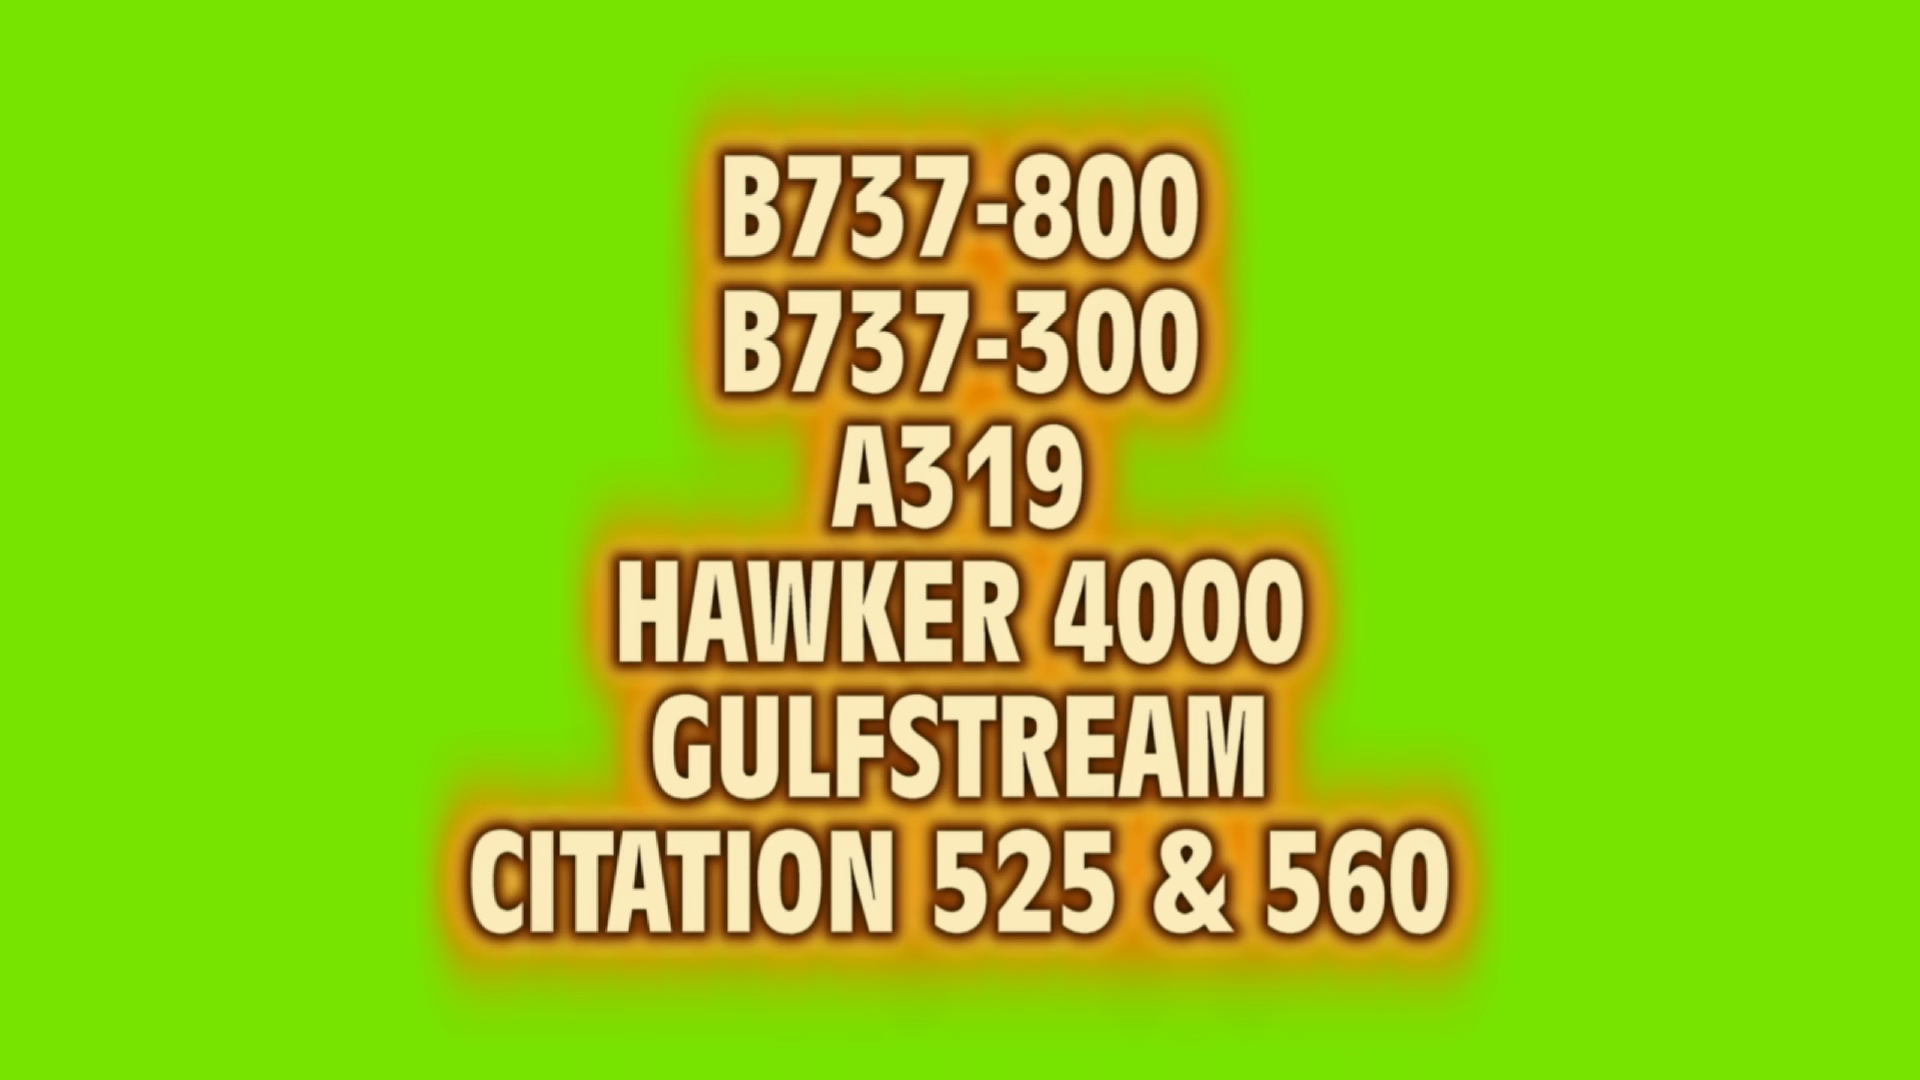 B737-800
B737-300
A319
HAWKER 4000
GULFSTREAM
CITATION 525 & 560